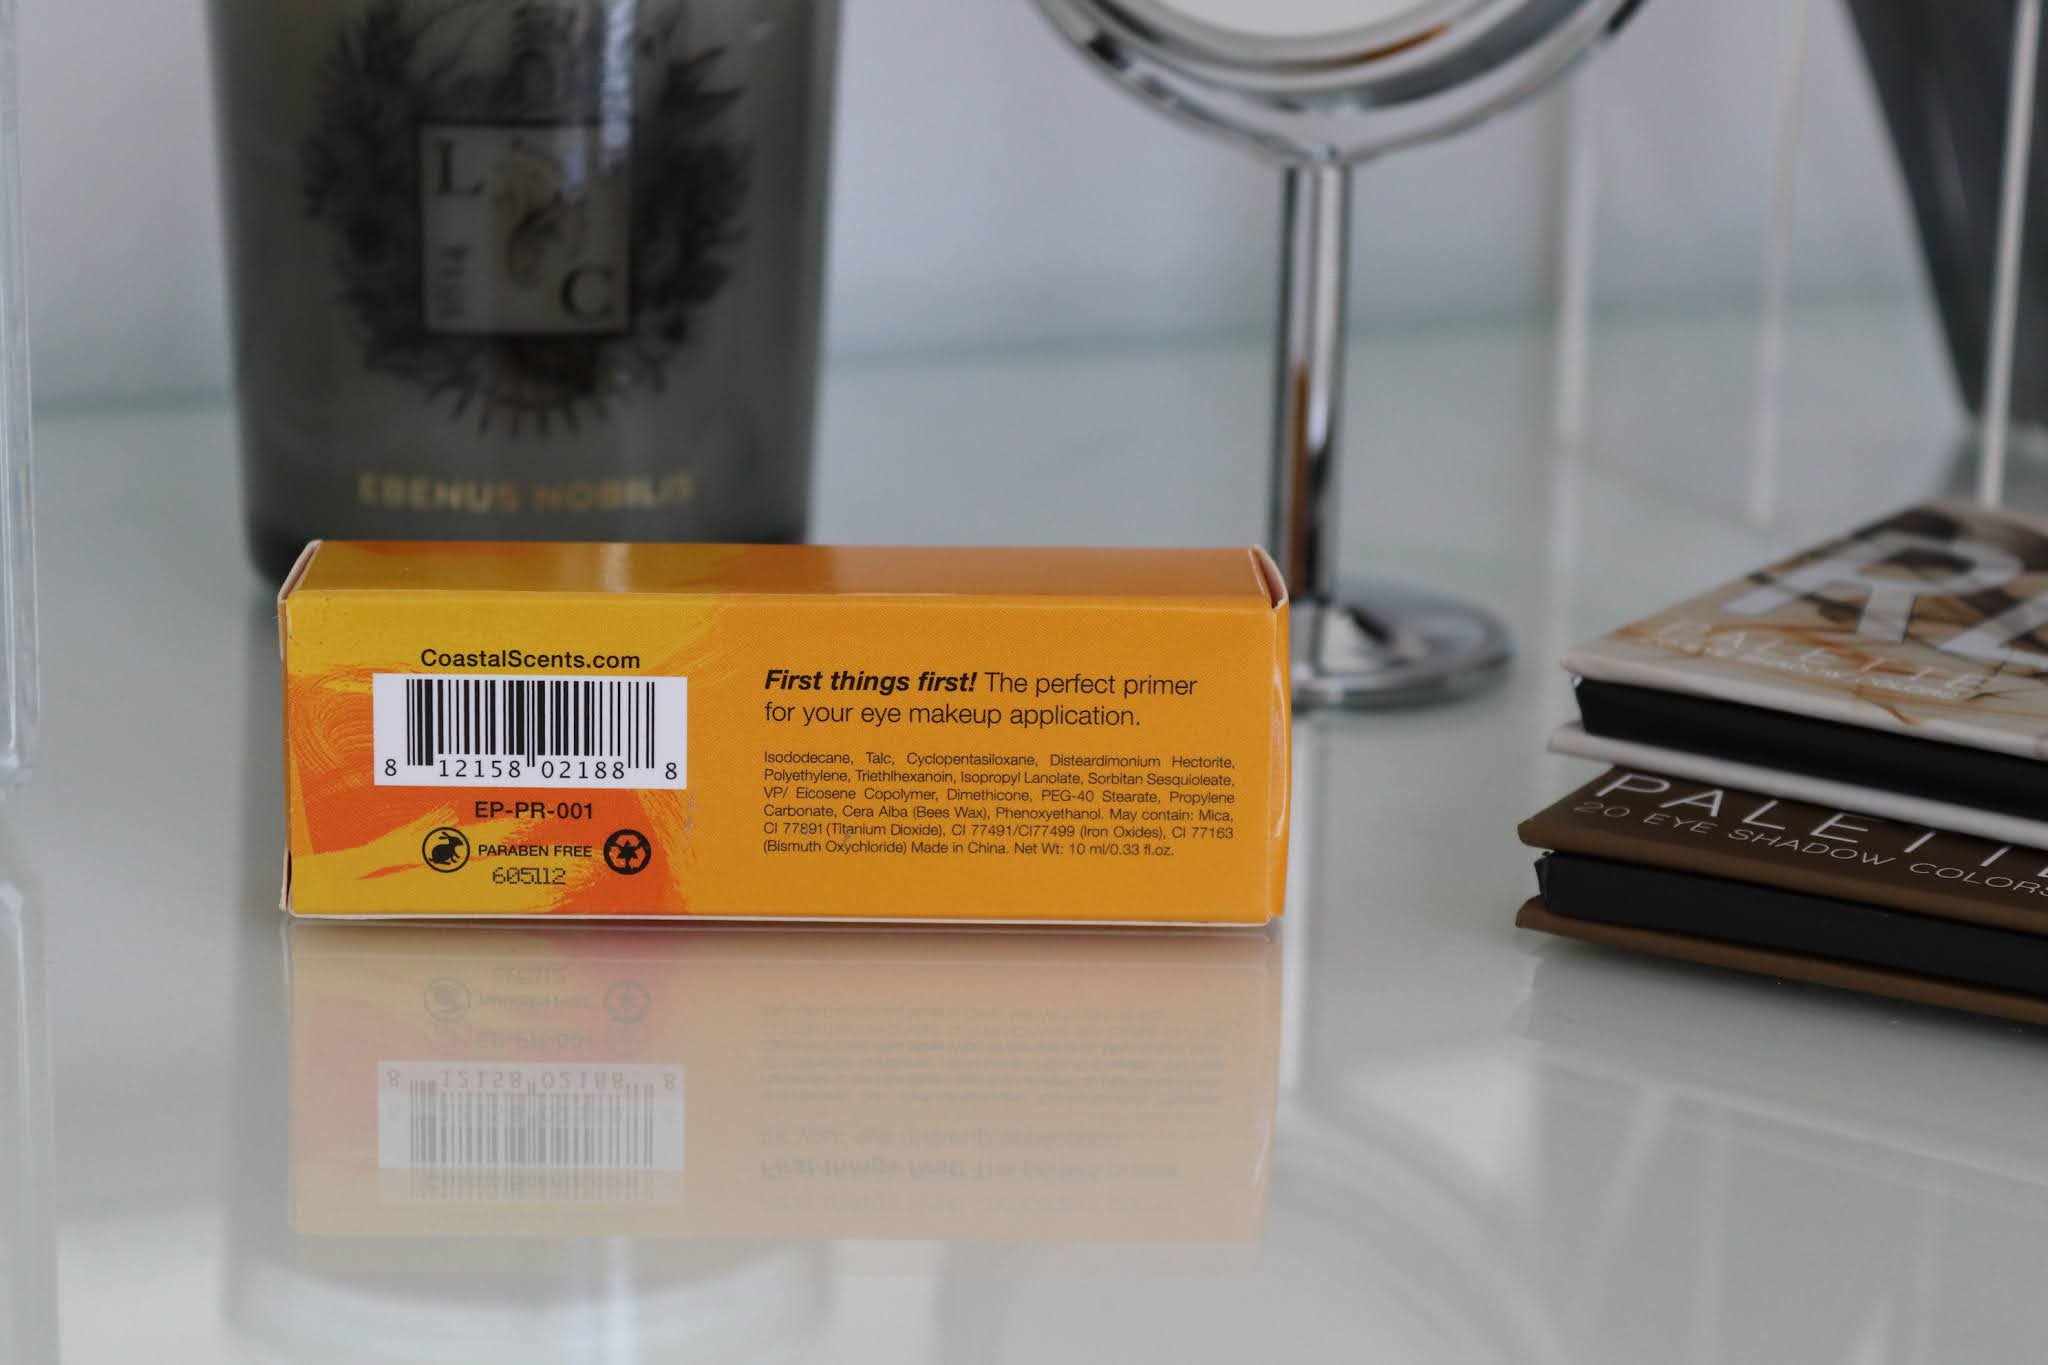 L
C
EBENUS NOBILIS
CoastalScents.com
8 12158 02188 8
EP-PR-001
PARABEN FREE
605112
First things first! The perfect primer
for your eye makeup application.
Isododecane, Talc, Cyclopentasiloxane, Disteardimonium Hectorite,
Polyethylene, Triethlhexanoin, Isopropyl Lanolate, Sorbitan Sesquioleate,
VP/ Eicosene Copolymer, Dimethicone, PEG-40 Stearate, Propylene
Carbonate, Cera Alba (Bees Wax), Phenoxyethanol. May contain: Mica,
CI 77891 (Titanium Dioxide), CI 77491/CI77499 (Iron Oxides), CI 77163
(Bismuth Oxychloride) Made in China. Net Wt: 10 ml/0.33 fl.oz.
PALETTE
PALETTE
20 EYE SHADOW COLORS